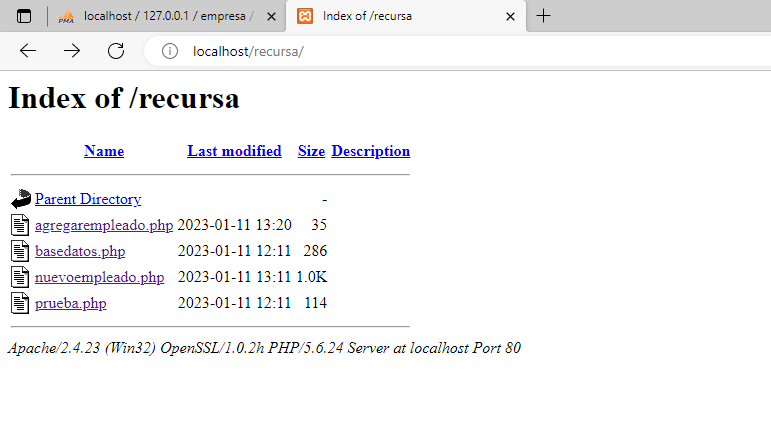 PMA localhost / 127.0.0.1 / empresa /
Index of /recursa
localhost/recursa/
Index of /recursa
Name Last modified Size Description
Parent Directory -
agregarempleado.php 2023-01-11 13:20 35
basedatos.php 2023-01-11 12:11 286
nuevoempleado.php 2023-01-11 13:11 1.0K
prueba.php 2023-01-11 12:11 114
Apache/2.4.23 (Win32) OpenSSL/1.0.2h PHP/5.6.24 Server at localhost Port 80